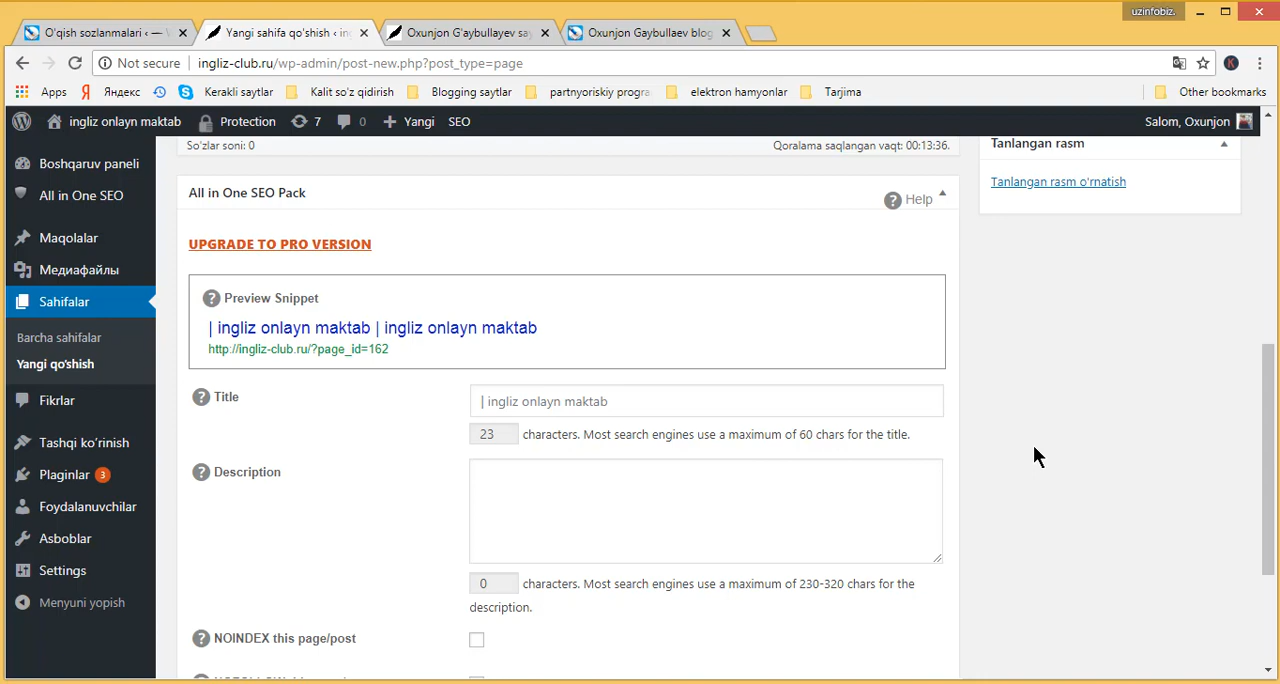 uzinfobiz.
O'qish sozlanmalari ‹ — W
Yangi sahifa qo'shish ‹ ing
Oxunjon G'aybullayev say
Oxunjon Gaybullaev blog
Not secure
ingliz-club.ru/wp-admin/post-new.php?post_type=page
Apps
Яндекс
Kerakli saytlar
Kalit so'z qidirish
Blogging saytlar
partnyoriskiy progra
elektron hamyonlar
Tarjima
Other bookmarks
ingliz onlayn maktab
Protection
7
0
Yangi
SEO
Salom, Oxunjon
Boshqaruv paneli
All in One SEO
Maqolalar
Медиафайлы
Sahifalar
Barcha sahifalar
Yangi qo'shish
Fikrlar
Tashqi ko'rinish
Plaginlar 3
Foydalanuvchilar
Asboblar
Settings
Menyuni yopish
So'zlar soni: 0
Qoralama saqlangan vaqt: 00:13:36.
All in One SEO Pack
Help
UPGRADE TO PRO VERSION
Preview Snippet
| ingliz onlayn maktab | ingliz onlayn maktab
http://ingliz-club.ru/?page_id=162
Title
| ingliz onlayn maktab
23 characters. Most search engines use a maximum of 60 chars for the title.
Description
0 characters. Most search engines use a maximum of 230-320 chars for the
description.
NOINDEX this page/post
Tanlangan rasm
Tanlangan rasm o'rnatish